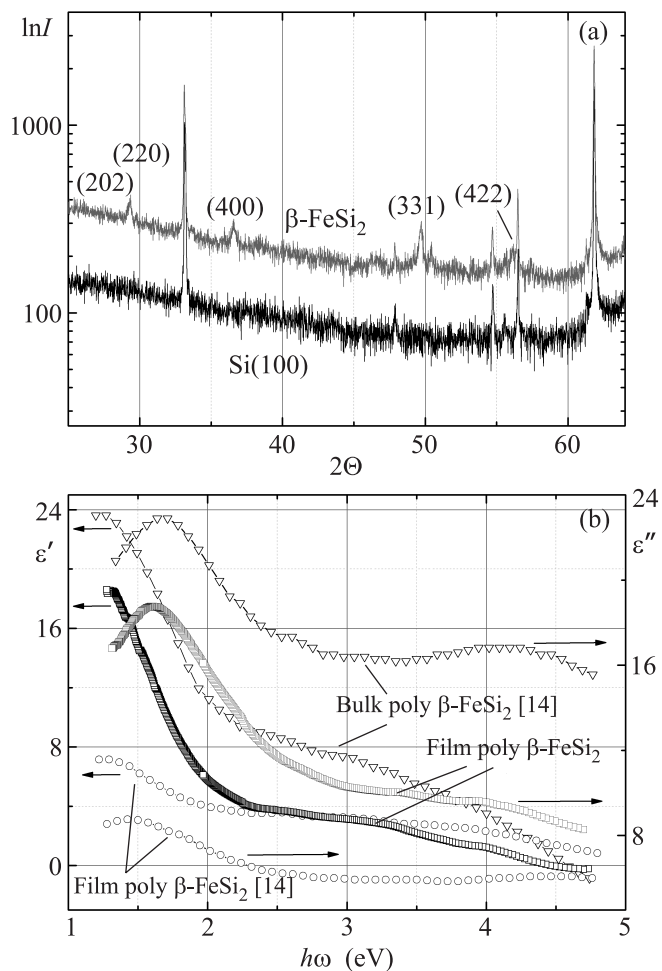 lnI
(a)
1000
(220)
(202)
(400)
β-FeSi₂
(331)
(422)
100
Si(100)
30 40 50 60
2Θ
(b)
24 24
ε′ ε″
16 16
Bulk poly β-FeSi₂ [14]
Film poly β-FeSi₂
8 8
0
Film poly β-FeSi₂ [14]
1 2 3 4 5
hω (eV)